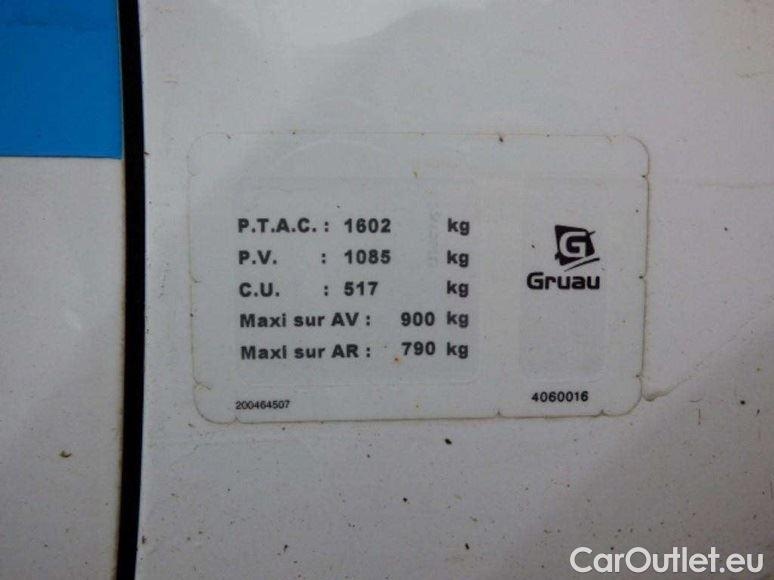 P.T.A.C. : 1602 kg
P.V. : 1085 kg
C.U. : 517 kg
Maxi sur AV : 900 kg
Maxi sur AR : 790 kg
G
Gruau
200464507
4060016
CarOutlet.eu